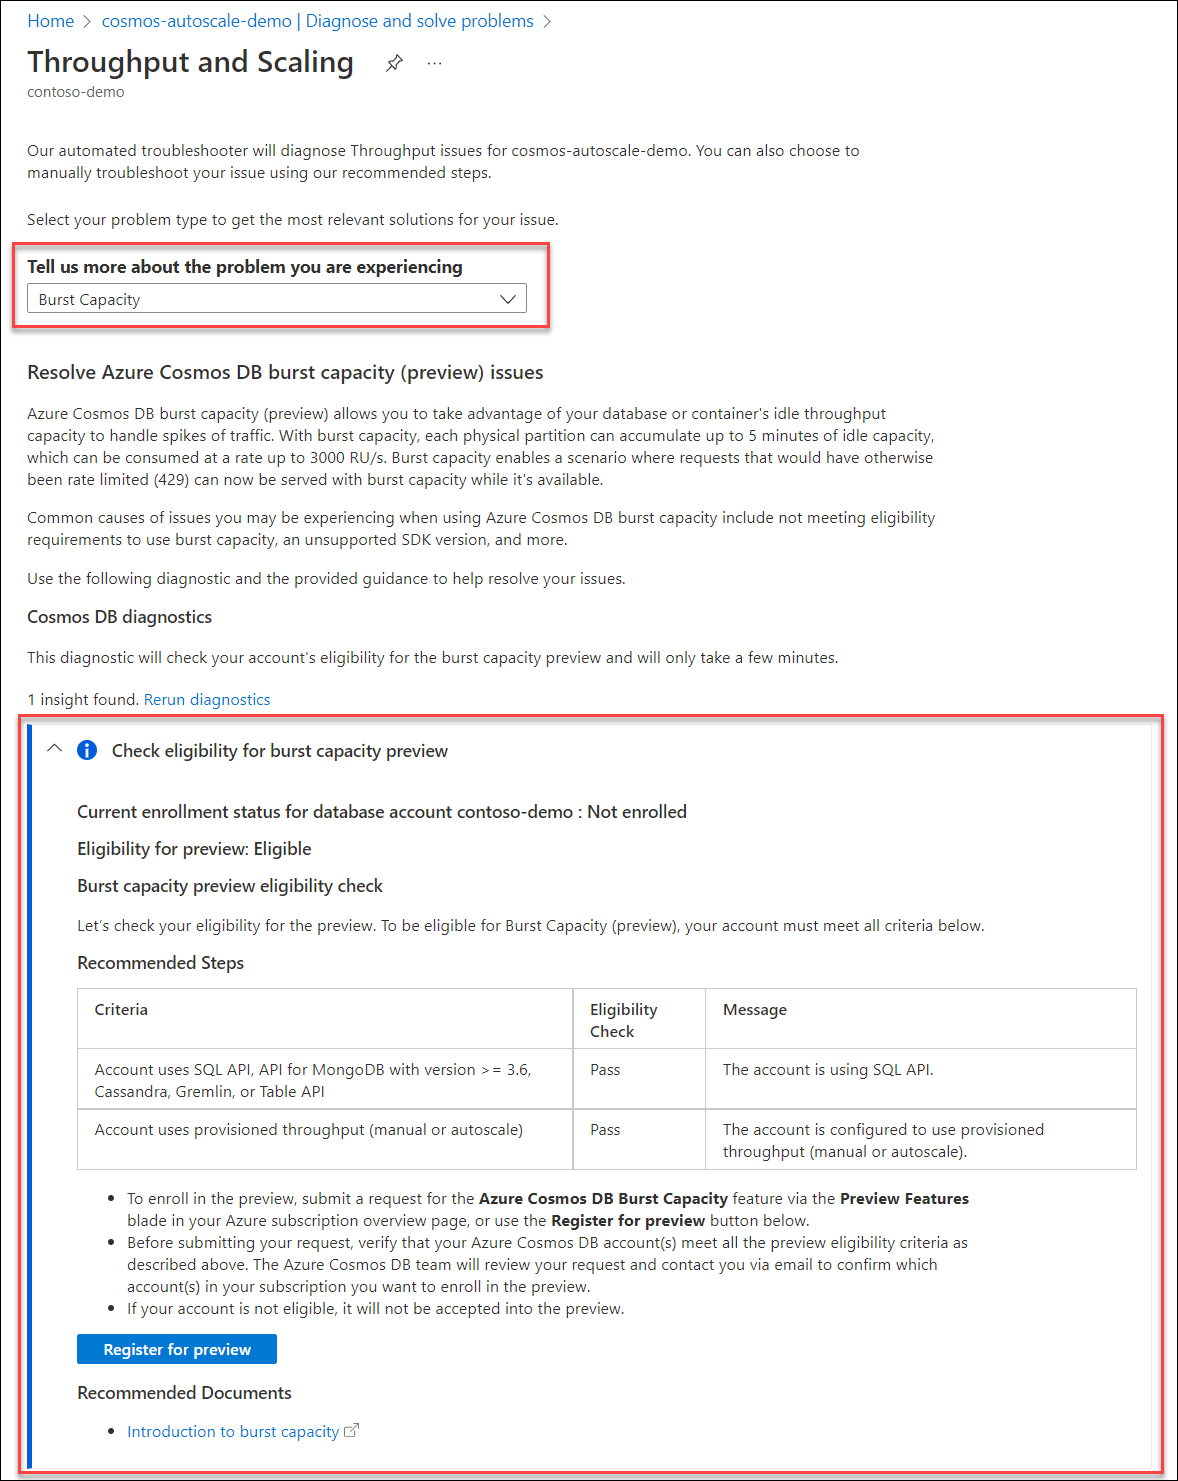 Home > cosmos-autoscale-demo | Diagnose and solve problems >
Throughput and Scaling ...
contoso-demo
Our automated troubleshooter will diagnose Throughput issues for cosmos-autoscale-demo. You can also choose to
manually troubleshoot your issue using our recommended steps.
Select your problem type to get the most relevant solutions for your issue.
Tell us more about the problem you are experiencing
Burst Capacity
Resolve Azure Cosmos DB burst capacity (preview) issues
Azure Cosmos DB burst capacity (preview) allows you to take advantage of your database or container's idle throughput
capacity to handle spikes of traffic. With burst capacity, each physical partition can accumulate up to 5 minutes of idle capacity,
which can be consumed at a rate up to 3000 RU/s. Burst capacity enables a scenario where requests that would have otherwise
been rate limited (429) can now be served with burst capacity while it's available.
Common causes of issues you may be experiencing when using Azure Cosmos DB burst capacity include not meeting eligibility
requirements to use burst capacity, an unsupported SDK version, and more.
Use the following diagnostic and the provided guidance to help resolve your issues.
Cosmos DB diagnostics
This diagnostic will check your account's eligibility for the burst capacity preview and will only take a few minutes.
1 insight found. Rerun diagnostics
Check eligibility for burst capacity preview
Current enrollment status for database account contoso-demo : Not enrolled
Eligibility for preview: Eligible
Burst capacity preview eligibility check
Let's check your eligibility for the preview. To be eligible for Burst Capacity (preview), your account must meet all criteria below.
Recommended Steps
Criteria Eligibility Check Message
Account uses SQL API, API for MongoDB with version >= 3.6, Pass The account is using SQL API.
Cassandra, Gremlin, or Table API
Account uses provisioned throughput (manual or autoscale) Pass The account is configured to use provisioned
throughput (manual or autoscale).
• To enroll in the preview, submit a request for the Azure Cosmos DB Burst Capacity feature via the Preview Features
blade in your Azure subscription overview page, or use the Register for preview button below.
• Before submitting your request, verify that your Azure Cosmos DB account(s) meet all the preview eligibility criteria as
described above. The Azure Cosmos DB team will review your request and contact you via email to confirm which
account(s) in your subscription you want to enroll in the preview.
• If your account is not eligible, it will not be accepted into the preview.
Register for preview
Recommended Documents
• Introduction to burst capacity